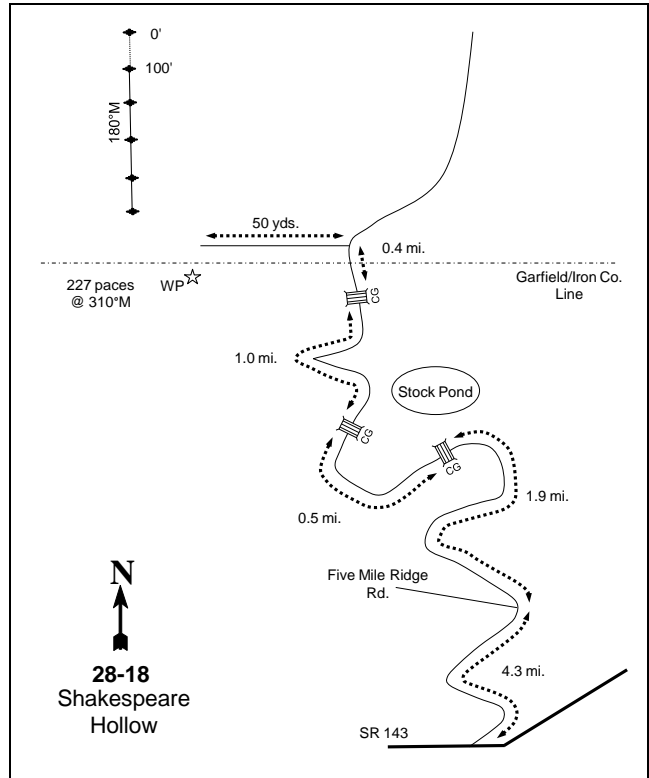 0'
100'
180°M
50 yds.
0.4 mi.
227 paces
@ 310°M
WP
Garfield/Iron Co.
Line
CG
1.0 mi.
Stock Pond
CG
CG
0.5 mi.
1.9 mi.
Five Mile Ridge
Rd.
N
28-18
Shakespeare
Hollow
4.3 mi.
SR 143